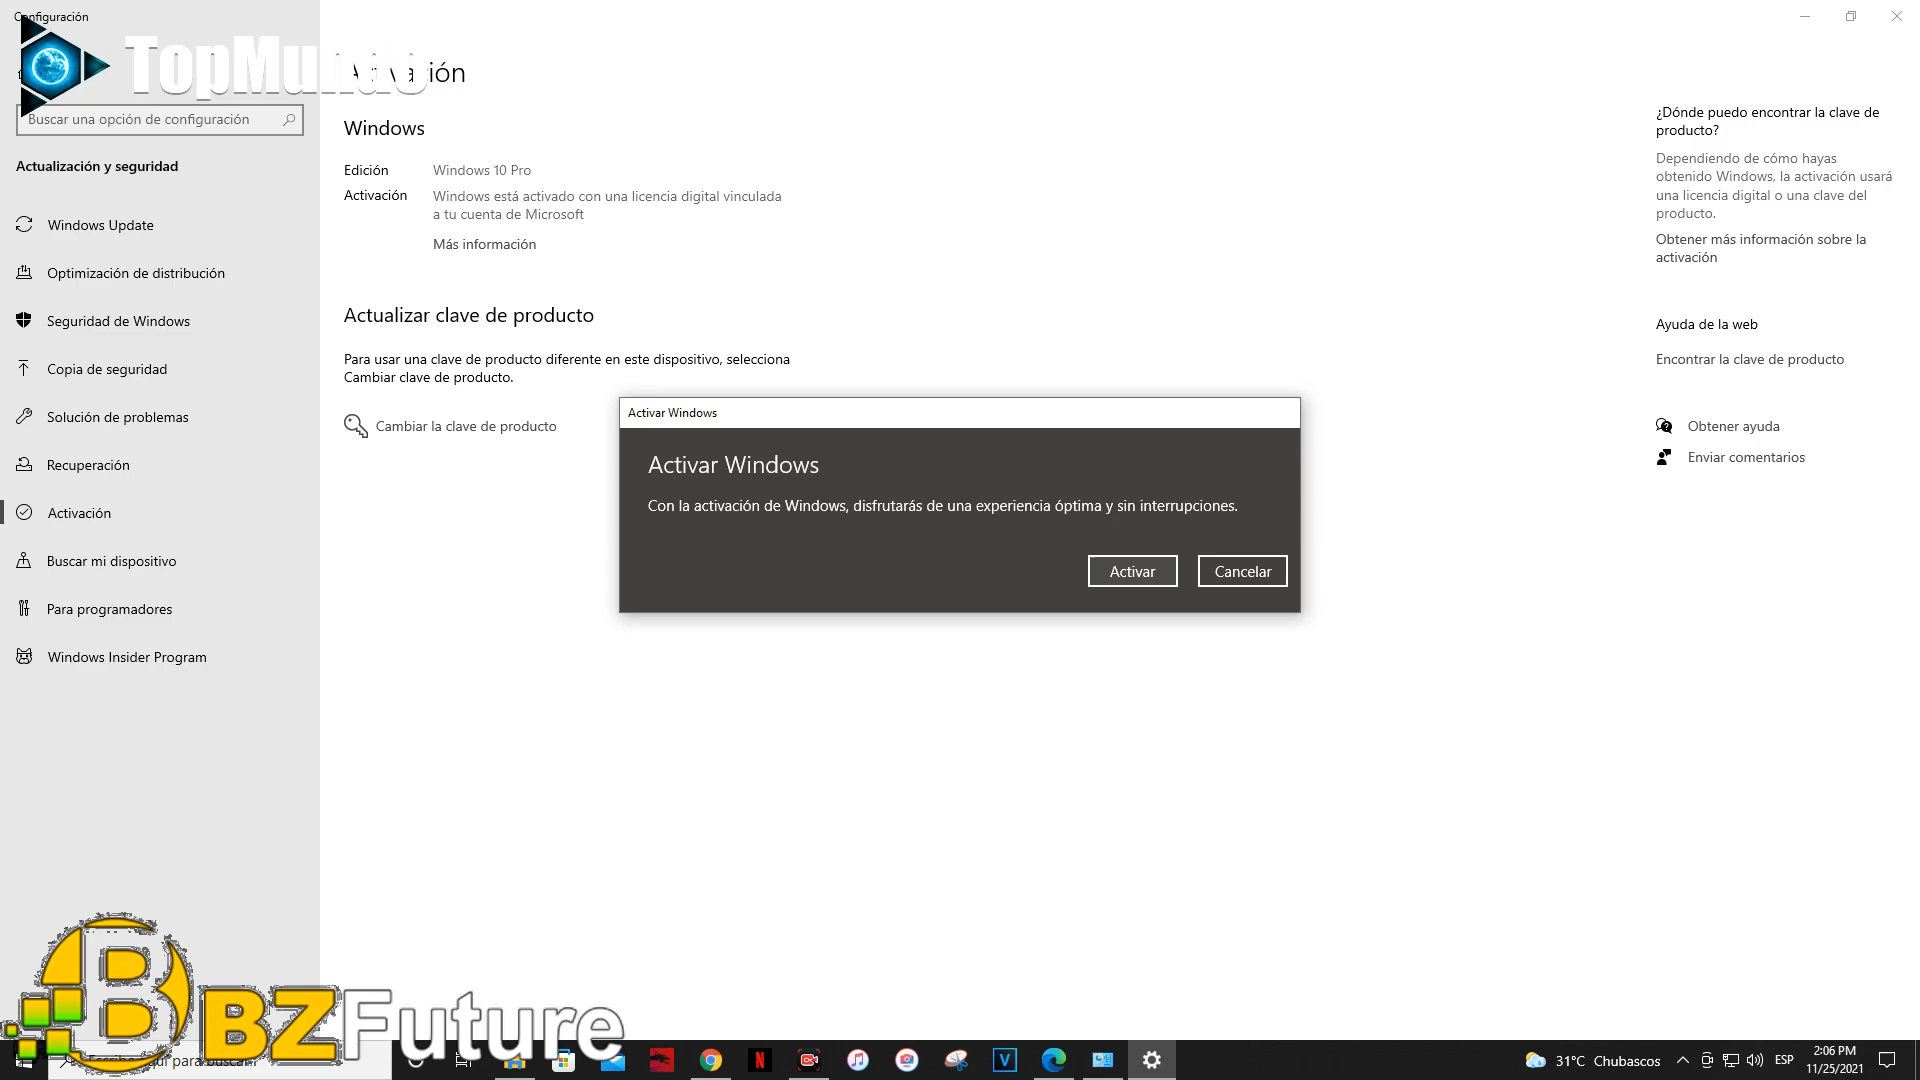 Configuración
TopMundo
Activación
Buscar una opción de configuración
Actualización y seguridad
Windows Update
Optimización de distribución
Seguridad de Windows
Copia de seguridad
Solución de problemas
Recuperación
Activación
Buscar mi dispositivo
Para programadores
Windows Insider Program
Windows
Edición Windows 10 Pro
Activación Windows está activado con una licencia digital vinculada
a tu cuenta de Microsoft
Más información
Actualizar clave de producto
Para usar una clave de producto diferente en este dispositivo, selecciona
Cambiar clave de producto.
Cambiar la clave de producto
Activar Windows
Activar Windows
Con la activación de Windows, disfrutarás de una experiencia óptima y sin interrupciones.
Activar Cancelar
¿Dónde puedo encontrar la clave de
producto?
Dependiendo de cómo hayas
obtenido Windows, la activación usará
una licencia digital o una clave del
producto.
Obtener más información sobre la
activación
Ayuda de la web
Encontrar la clave de producto
Obtener ayuda
Enviar comentarios
BZFuture
Escribe aquí para buscar
31°C Chubascos
ESP
2:06 PM
11/25/2021